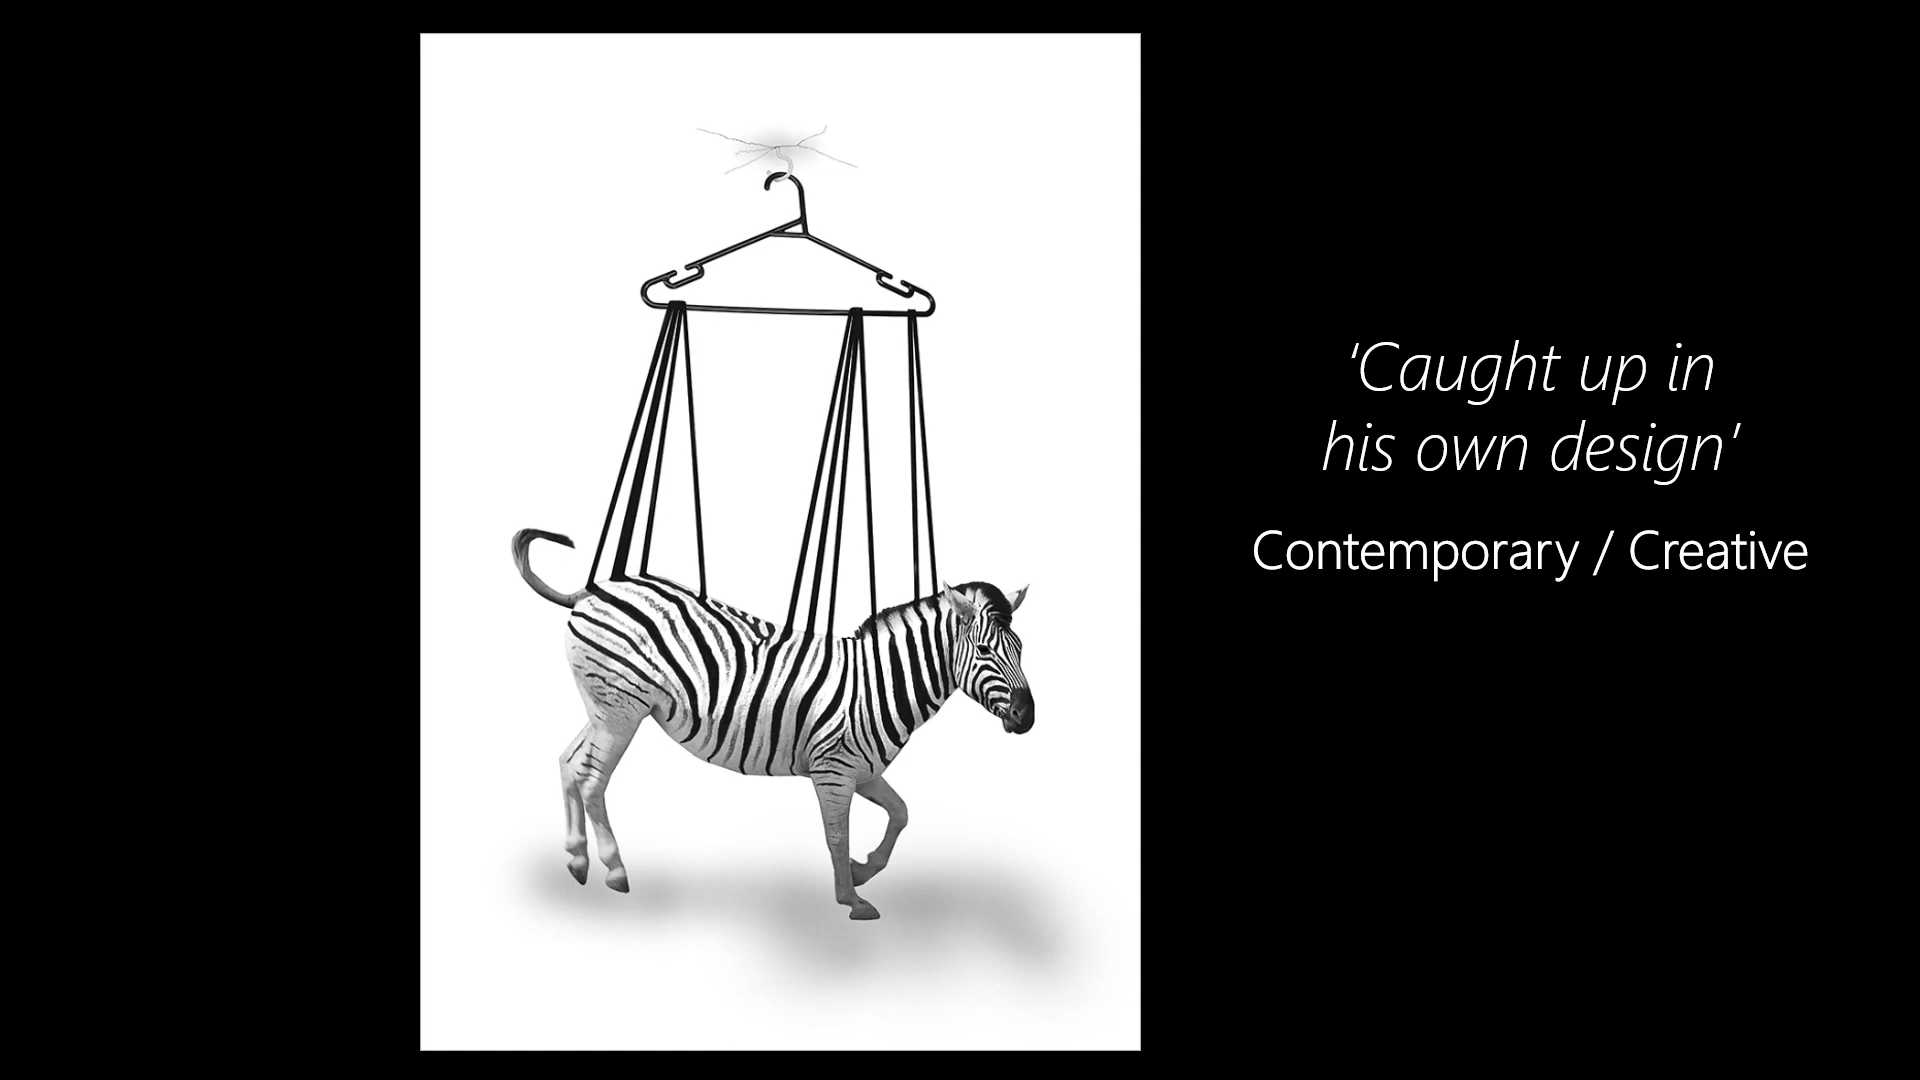 ‘Caught up in
his own design’
Contemporary / Creative